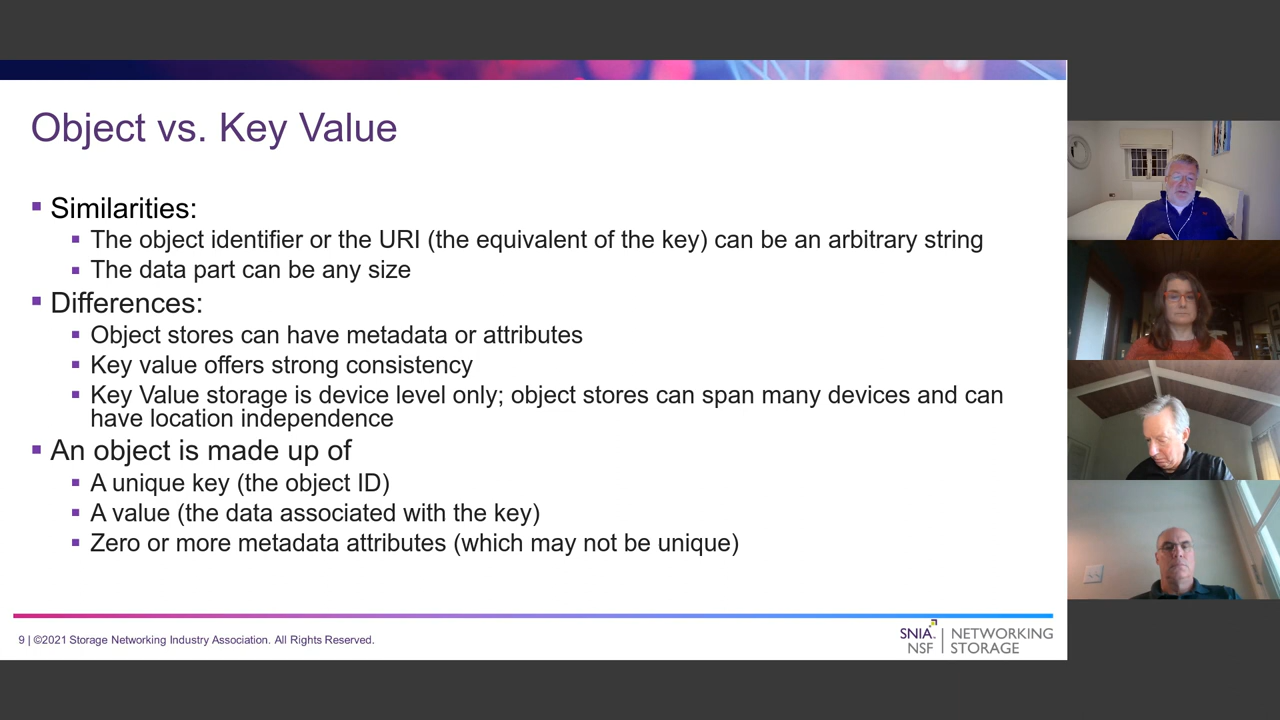 Object vs. Key Value
Similarities:
The object identifier or the URI (the equivalent of the key) can be an arbitrary string
The data part can be any size
Differences:
Object stores can have metadata or attributes
Key value offers strong consistency
Key Value storage is device level only; object stores can span many devices and can
have location independence
An object is made up of
A unique key (the object ID)
A value (the data associated with the key)
Zero or more metadata attributes (which may not be unique)
9 | ©2021 Storage Networking Industry Association. All Rights Reserved.
SNIA. NETWORKING
NSF STORAGE